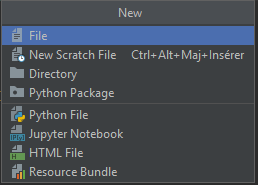 New
File
New Scratch File Ctrl+Alt+Maj+Insérer
Directory
Python Package
Python File
Jupyter Notebook
HTML File
Resource Bundle